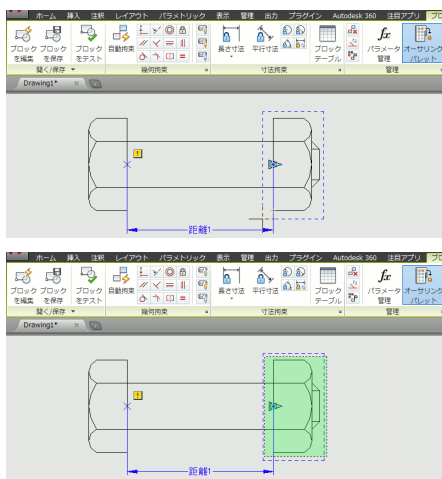 ホーム 挿入 注釈 レイアウト パラメトリック 表示 管理 出力 プラグイン Autodesk 360 注目アプリ
ブロックを編集 ブロックを保存 ブロックをテスト 自動拘束 長さ寸法 平行寸法 ブロックテーブル fx パラメータ管理 オーサリングパレット
開く/保存 幾何拘束 寸法拘束 管理
Drawing1*
距離1
ホーム 挿入 注釈 レイアウト パラメトリック 表示 管理 出力 プラグイン Autodesk 360 注目アプリ
ブロックを編集 ブロックを保存 ブロックをテスト 自動拘束 長さ寸法 平行寸法 ブロックテーブル fx パラメータ管理 オーサリングパレット
開く/保存 幾何拘束 寸法拘束 管理
Drawing1*
距離1